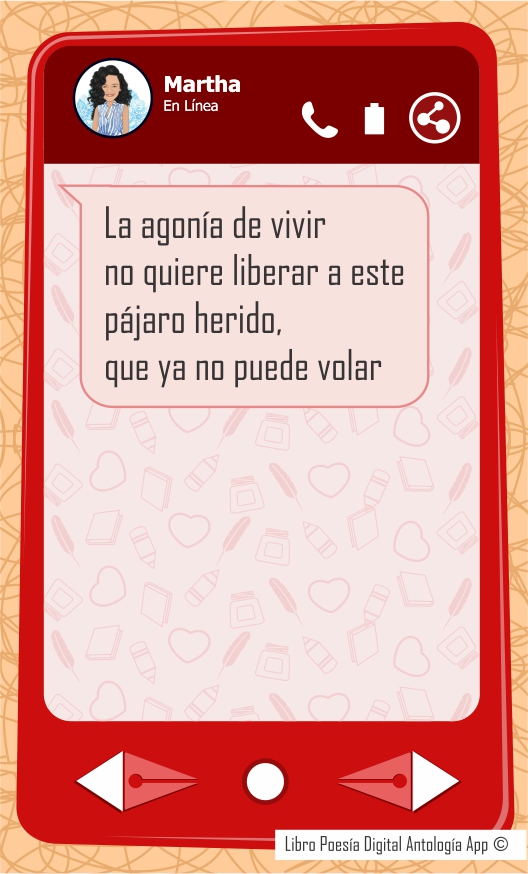 Martha
En Línea
La agonía de vivir
no quiere liberar a este
pájaro herido,
que ya no puede volar
Libro Poesía Digital Antología App ©